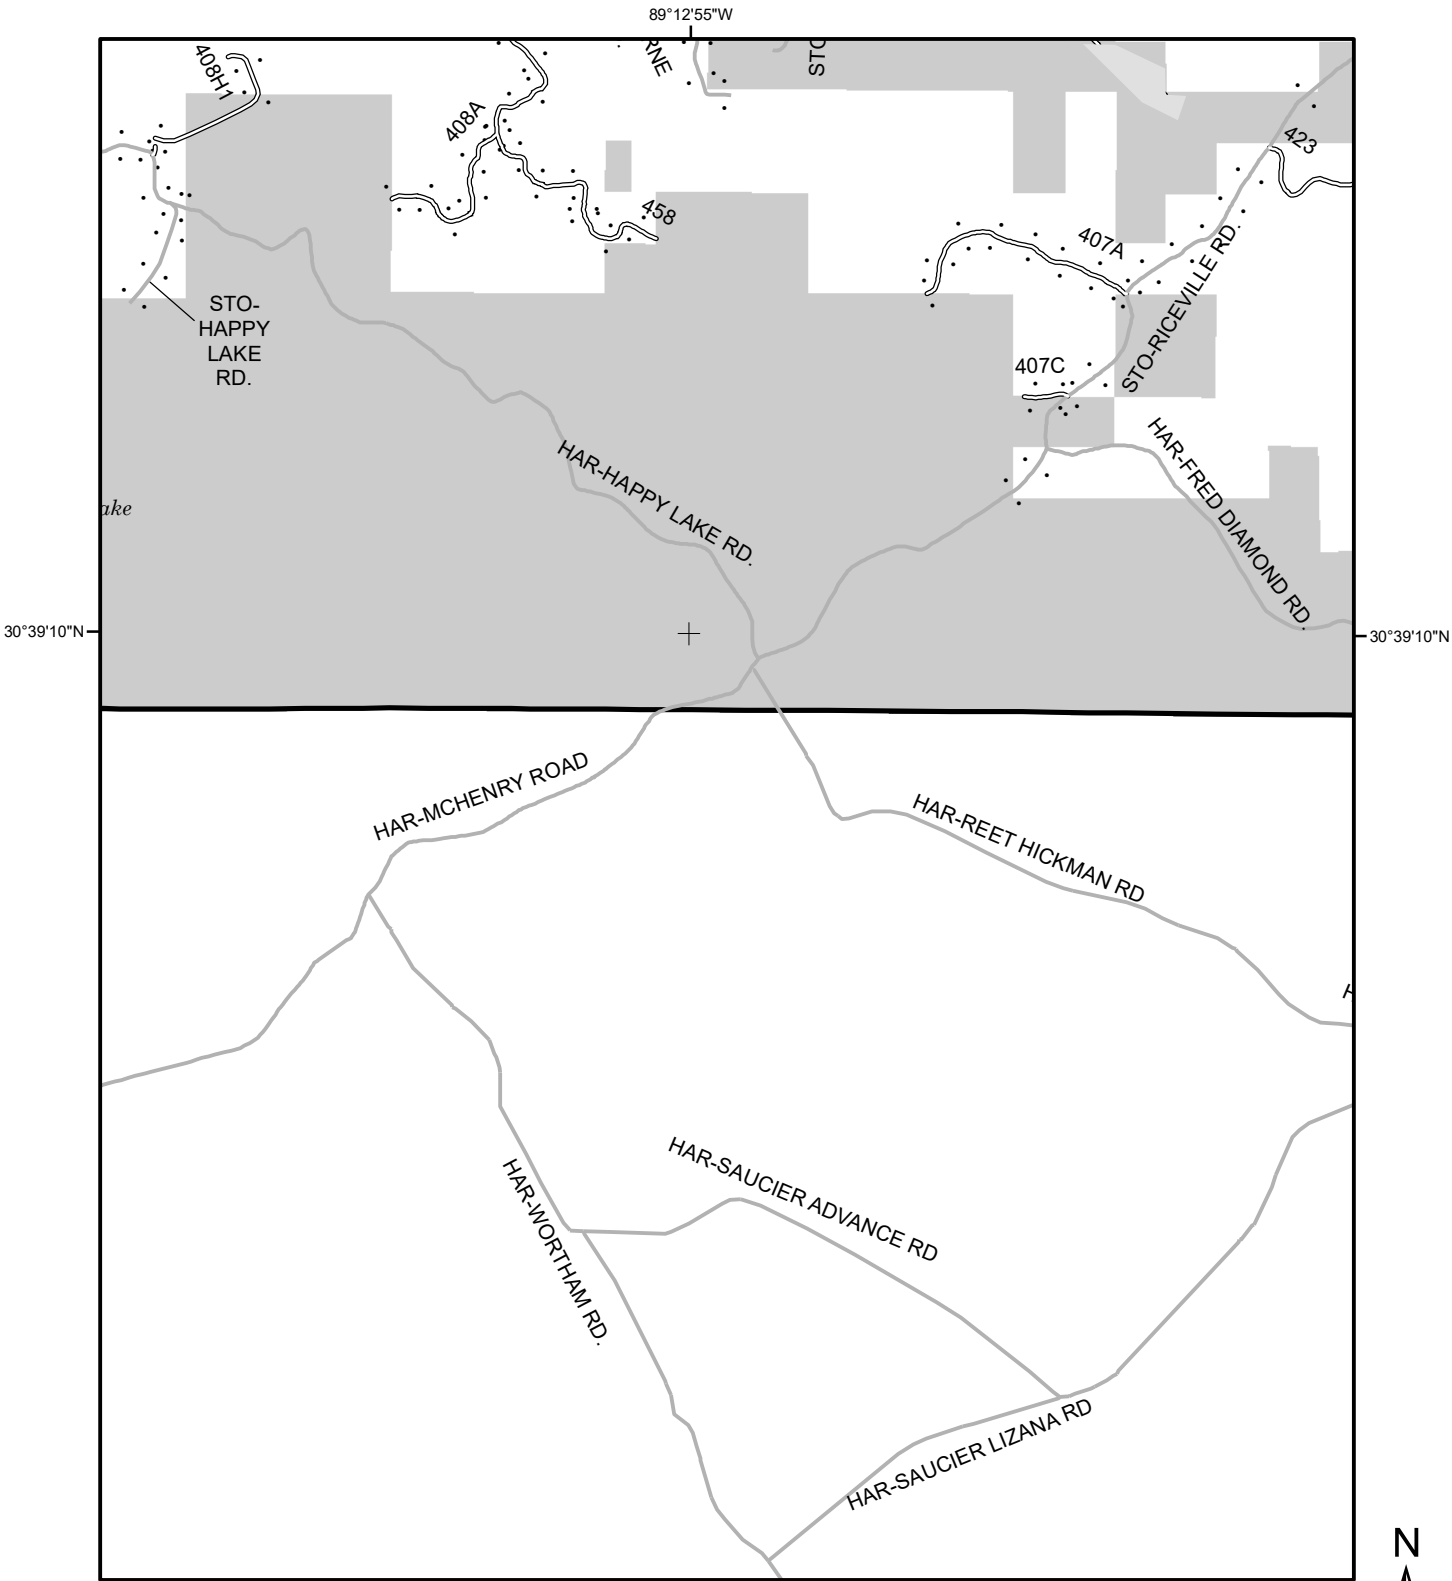 89°12'55"W
408H1
408A
RNE
STO
423
458
407A
STO-RICEVILLE RD.
STO-
HAPPY
LAKE
RD.
407C
HAR-FRED DIAMOND RD.
HAR-HAPPY LAKE RD.
ake
30°39'10"N
30°39'10"N
HAR-MCHENRY ROAD
HAR-REET HICKMAN RD
HAR-SAUCIER ADVANCE RD
HAR-WORTHAM RD.
HAR-SAUCIER LIZANA RD
N